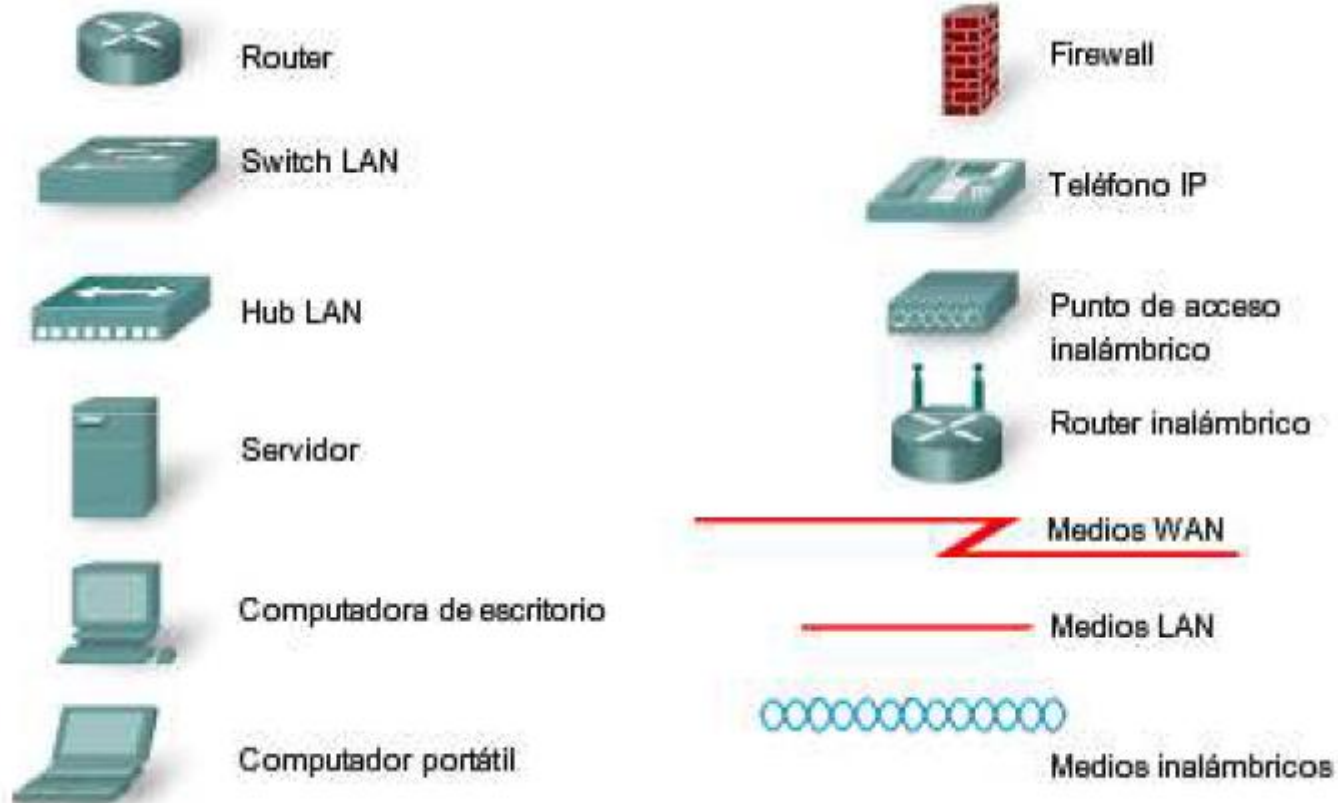 Router
Switch LAN
Hub LAN
Servidor
Computadora de escritorio
Computador portátil
Firewall
Teléfono IP
Punto de acceso
inalámbrico
Router inalámbrico
Medios WAN
Medios LAN
Medios inalámbricos